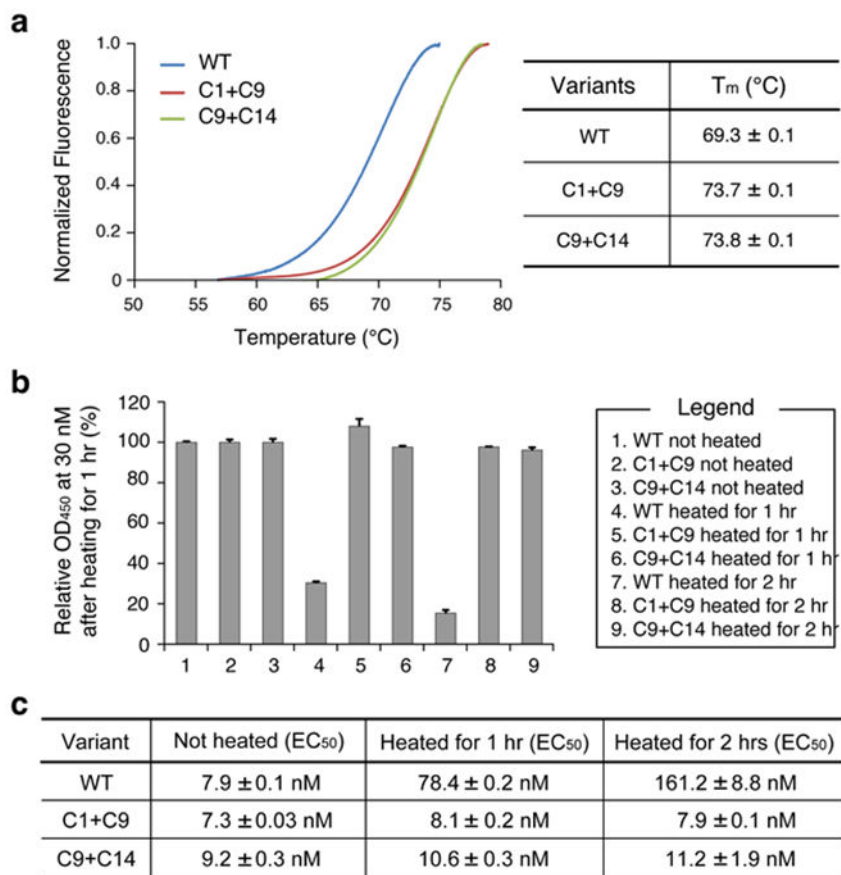 a
Normalized Fluorescence
1.0
0.8
0.6
0.4
0.2
0
WT
C1+C9
C9+C14
50 55 60 65 70 75 80
Temperature (°C)
Variants Tm (°C)
WT 69.3 ± 0.1
C1+C9 73.7 ± 0.1
C9+C14 73.8 ± 0.1
b
Relative OD450 at 30 nM
after heating for 1 hr (%)
120
100
80
60
40
20
0
1 2 3 4 5 6 7 8 9
Legend
1. WT not heated
2. C1+C9 not heated
3. C9+C14 not heated
4. WT heated for 1 hr
5. C1+C9 heated for 1 hr
6. C9+C14 heated for 1 hr
7. WT heated for 2 hr
8. C1+C9 heated for 2 hr
9. C9+C14 heated for 2 hr
c
Variant Not heated (EC50) Heated for 1 hr (EC50) Heated for 2 hrs (EC50)
WT 7.9 ± 0.1 nM 78.4 ± 0.2 nM 161.2 ± 8.8 nM
C1+C9 7.3 ± 0.03 nM 8.1 ± 0.2 nM 7.9 ± 0.1 nM
C9+C14 9.2 ± 0.3 nM 10.6 ± 0.3 nM 11.2 ± 1.9 nM